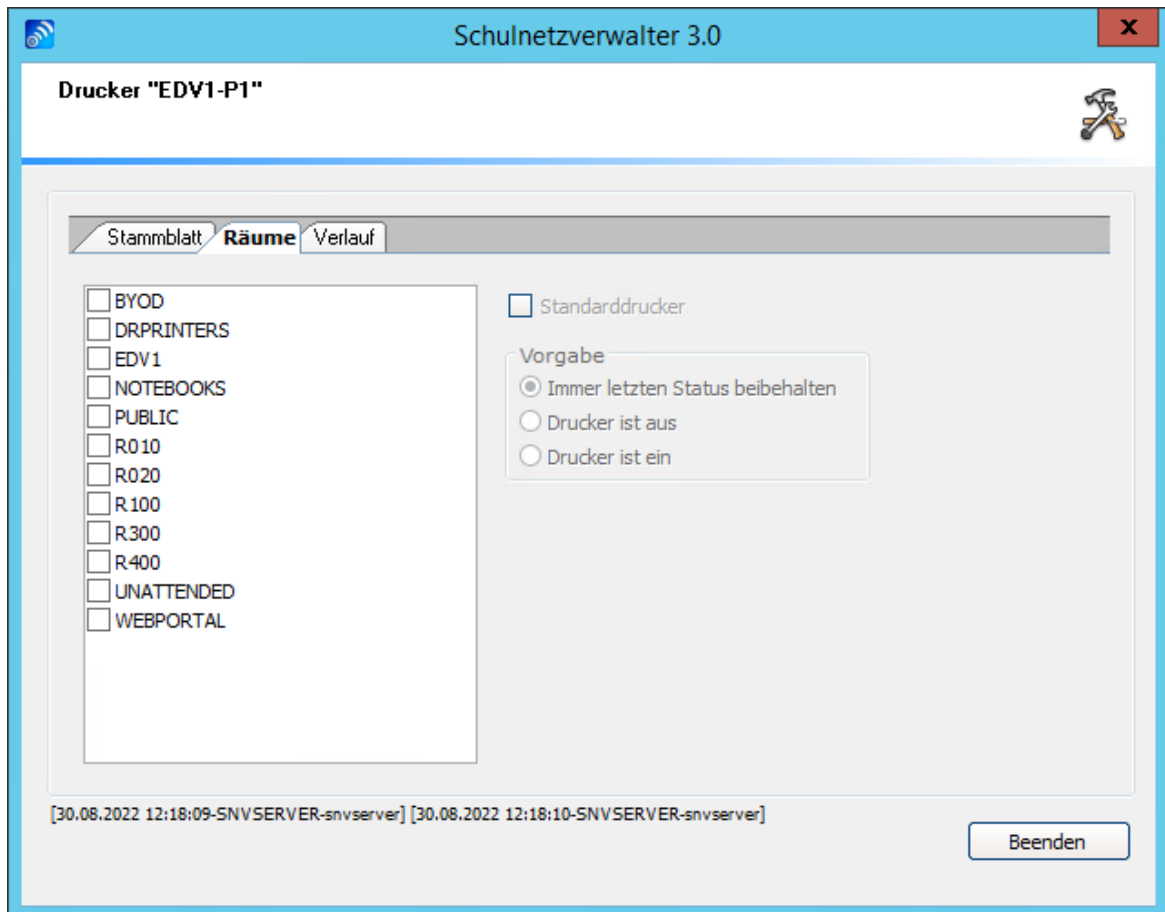 Schulnetzverwalter 3.0
x
Drucker "EDV1-P1"
Stammblatt Räume Verlauf
BYOD
DRPRINTERS
EDV1
NOTEBOOKS
PUBLIC
R010
R020
R100
R300
R400
UNATTENDED
WEBPORTAL
Standarddrucker
Vorgabe
Immer letzten Status beibehalten
Drucker ist aus
Drucker ist ein
[30.08.2022 12:18:09-SNVSERVER-snvserver] [30.08.2022 12:18:10-SNVSERVER-snvserver]
Beenden